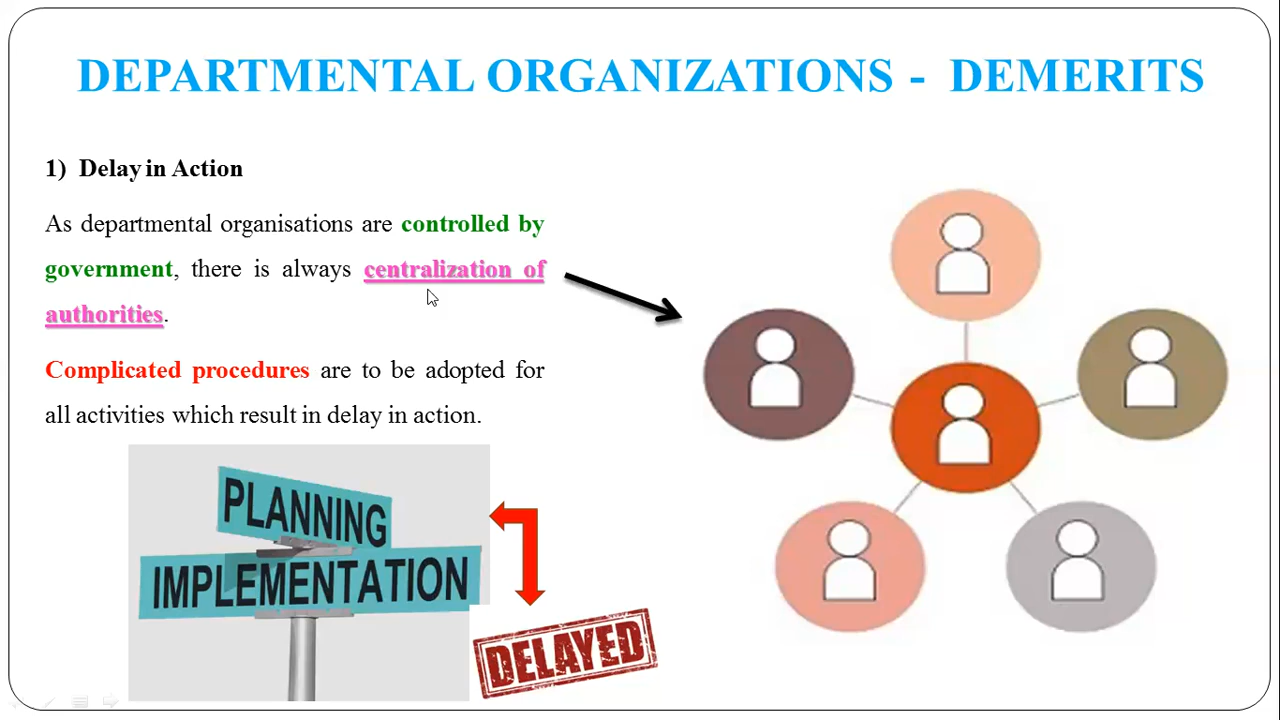 DEPARTMENTAL ORGANIZATIONS - DEMERITS
1) Delay in Action
As departmental organisations are controlled by
government, there is always centralization of
authorities.
Complicated procedures are to be adopted for
all activities which result in delay in action.
PLANNING
IMPLEMENTATION
DELAYED